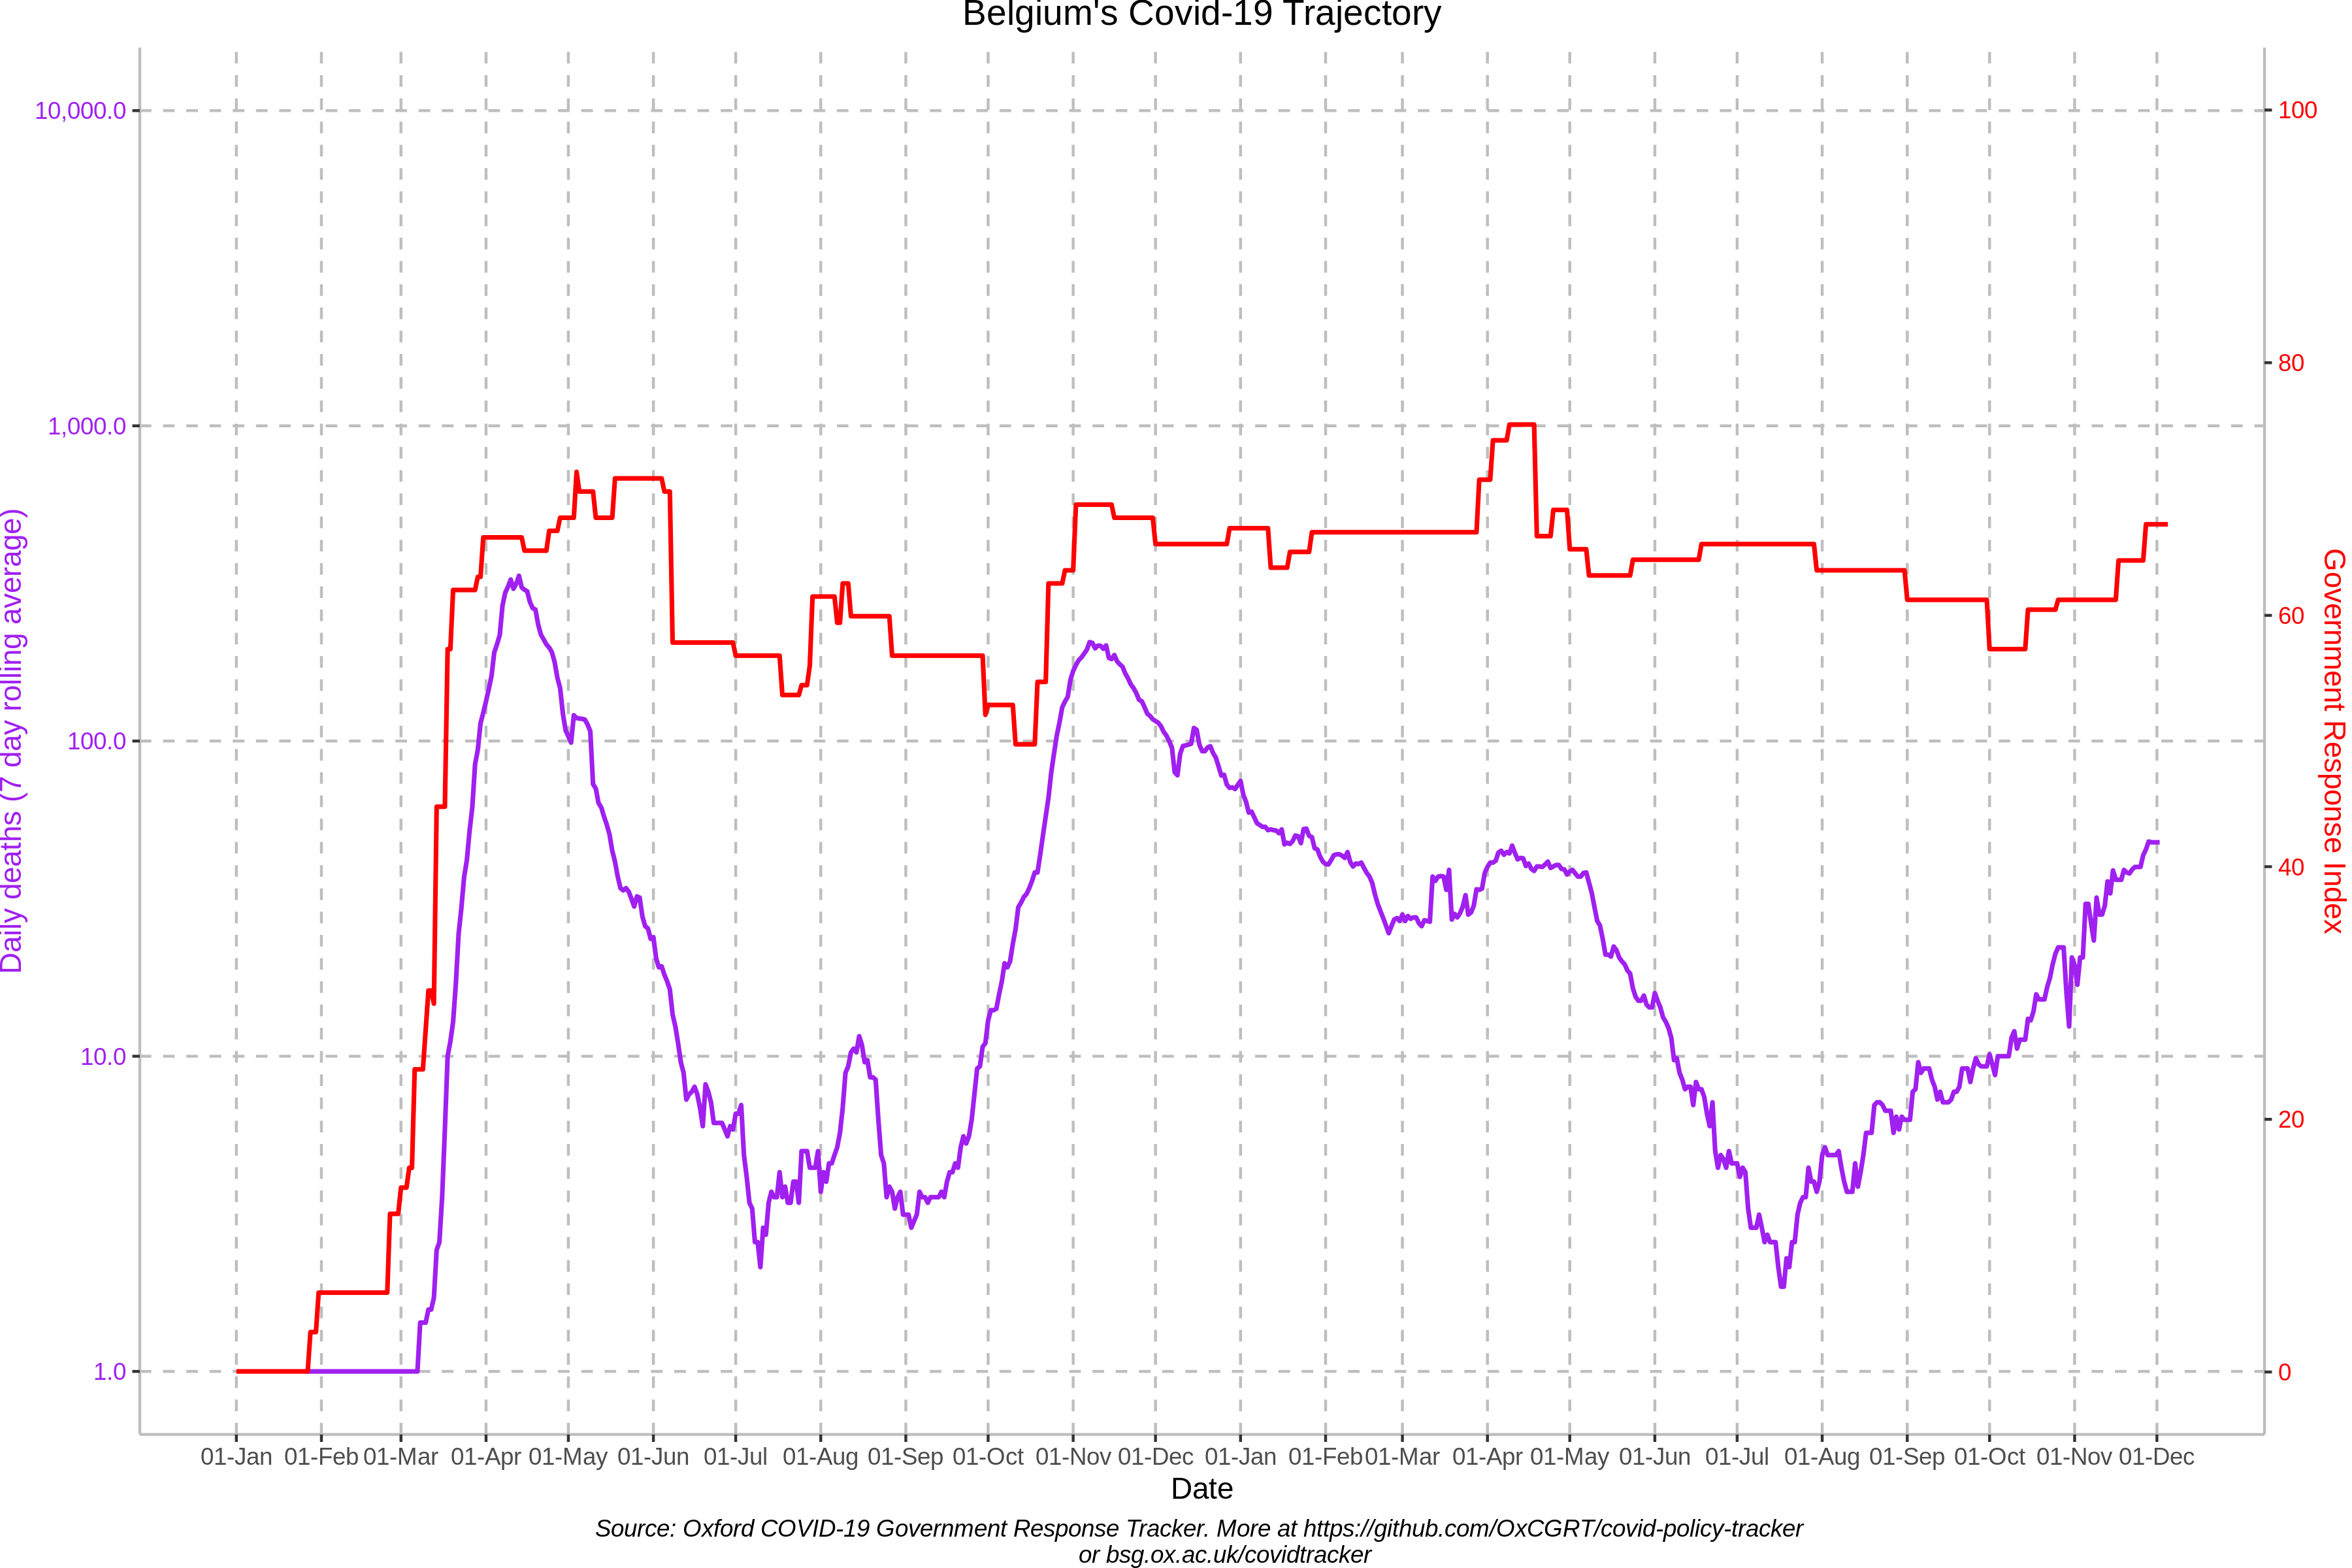 Belgium's Covid-19 Trajectory
10,000.0
1,000.0
100.0
10.0
1.0
Daily deaths (7 day rolling average)
100
80
60
40
20
0
Government Response Index
01-Jan 01-Feb 01-Mar 01-Apr 01-May 01-Jun 01-Jul 01-Aug 01-Sep 01-Oct 01-Nov 01-Dec 01-Jan 01-Feb 01-Mar 01-Apr 01-May 01-Jun 01-Jul 01-Aug 01-Sep 01-Oct 01-Nov 01-Dec
Date
Source: Oxford COVID-19 Government Response Tracker. More at https://github.com/OxCGRT/covid-policy-tracker
or bsg.ox.ac.uk/covidtracker